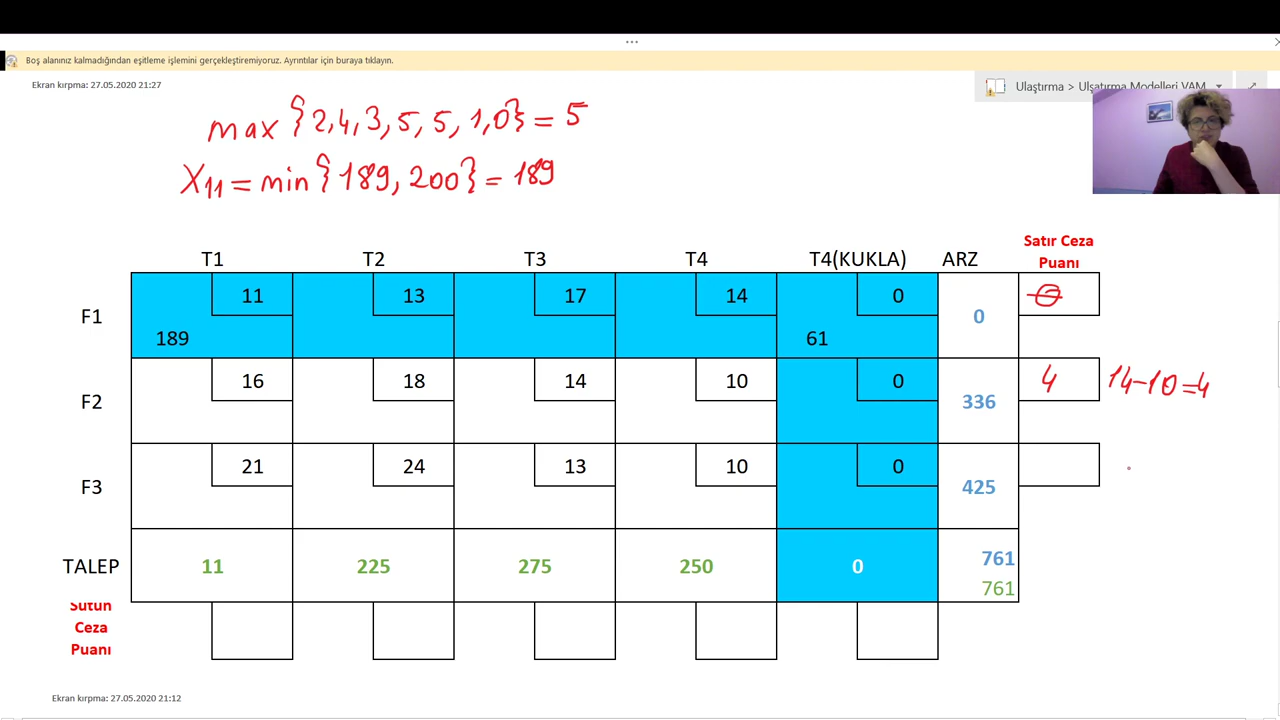 Boş alanınız kalmadığından eşitleme işlemini gerçekleştiremiyoruz. Ayrıntılar için buraya tıklayın.
Ekran kırpma: 27.05.2020 21:27
Ulaştırma > Ulşatırma Modelleri VAM
max {2,4,3,5,5,1,0} = 5
X11 = min {189, 200} = 189
Satır Ceza
Puanı
T1 T2 T3 T4 T4(KUKLA) ARZ
11 13 17 14 0 0
F1 0
189 61
16 18 14 10 0 4 14-10=4
F2 336
21 24 13 10 0
F3 425
TALEP 11 225 275 250 0 761
761
Sütun
Ceza
Puanı
Ekran kırpma: 27.05.2020 21:12